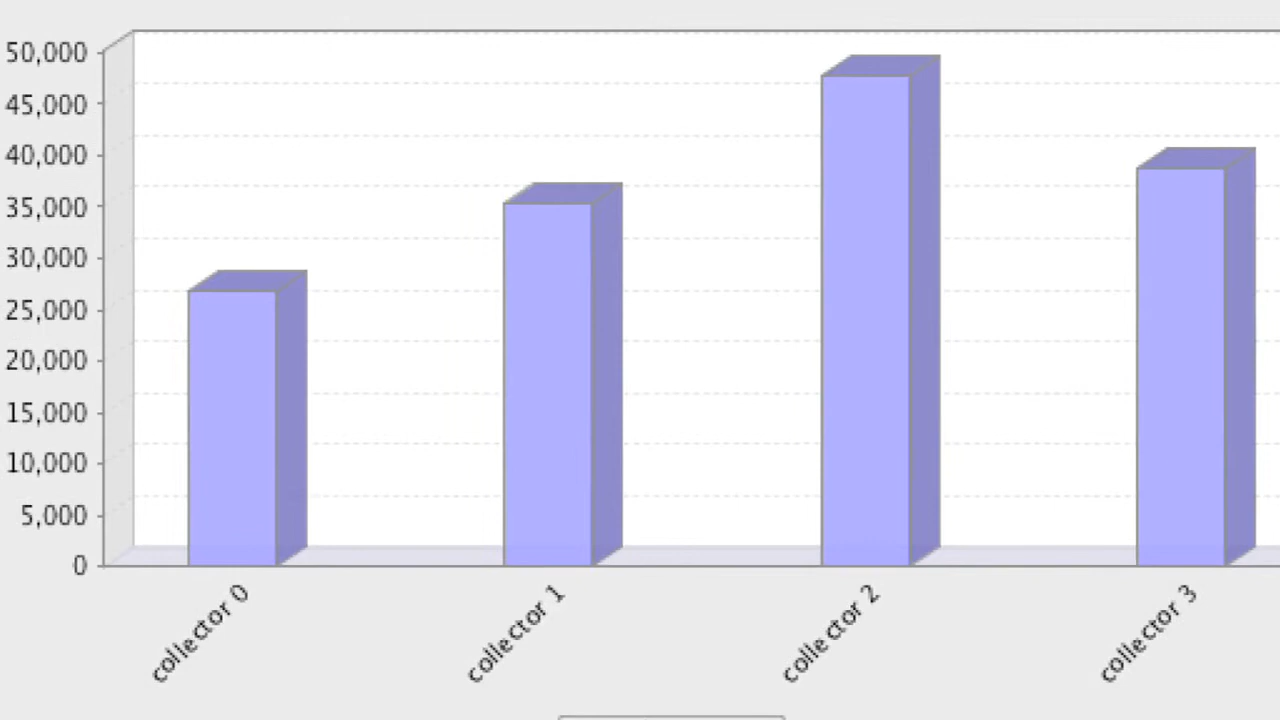 50,000
45,000
40,000
35,000
30,000
25,000
20,000
15,000
10,000
5,000
0
collector 0
collector 1
collector 2
collector 3